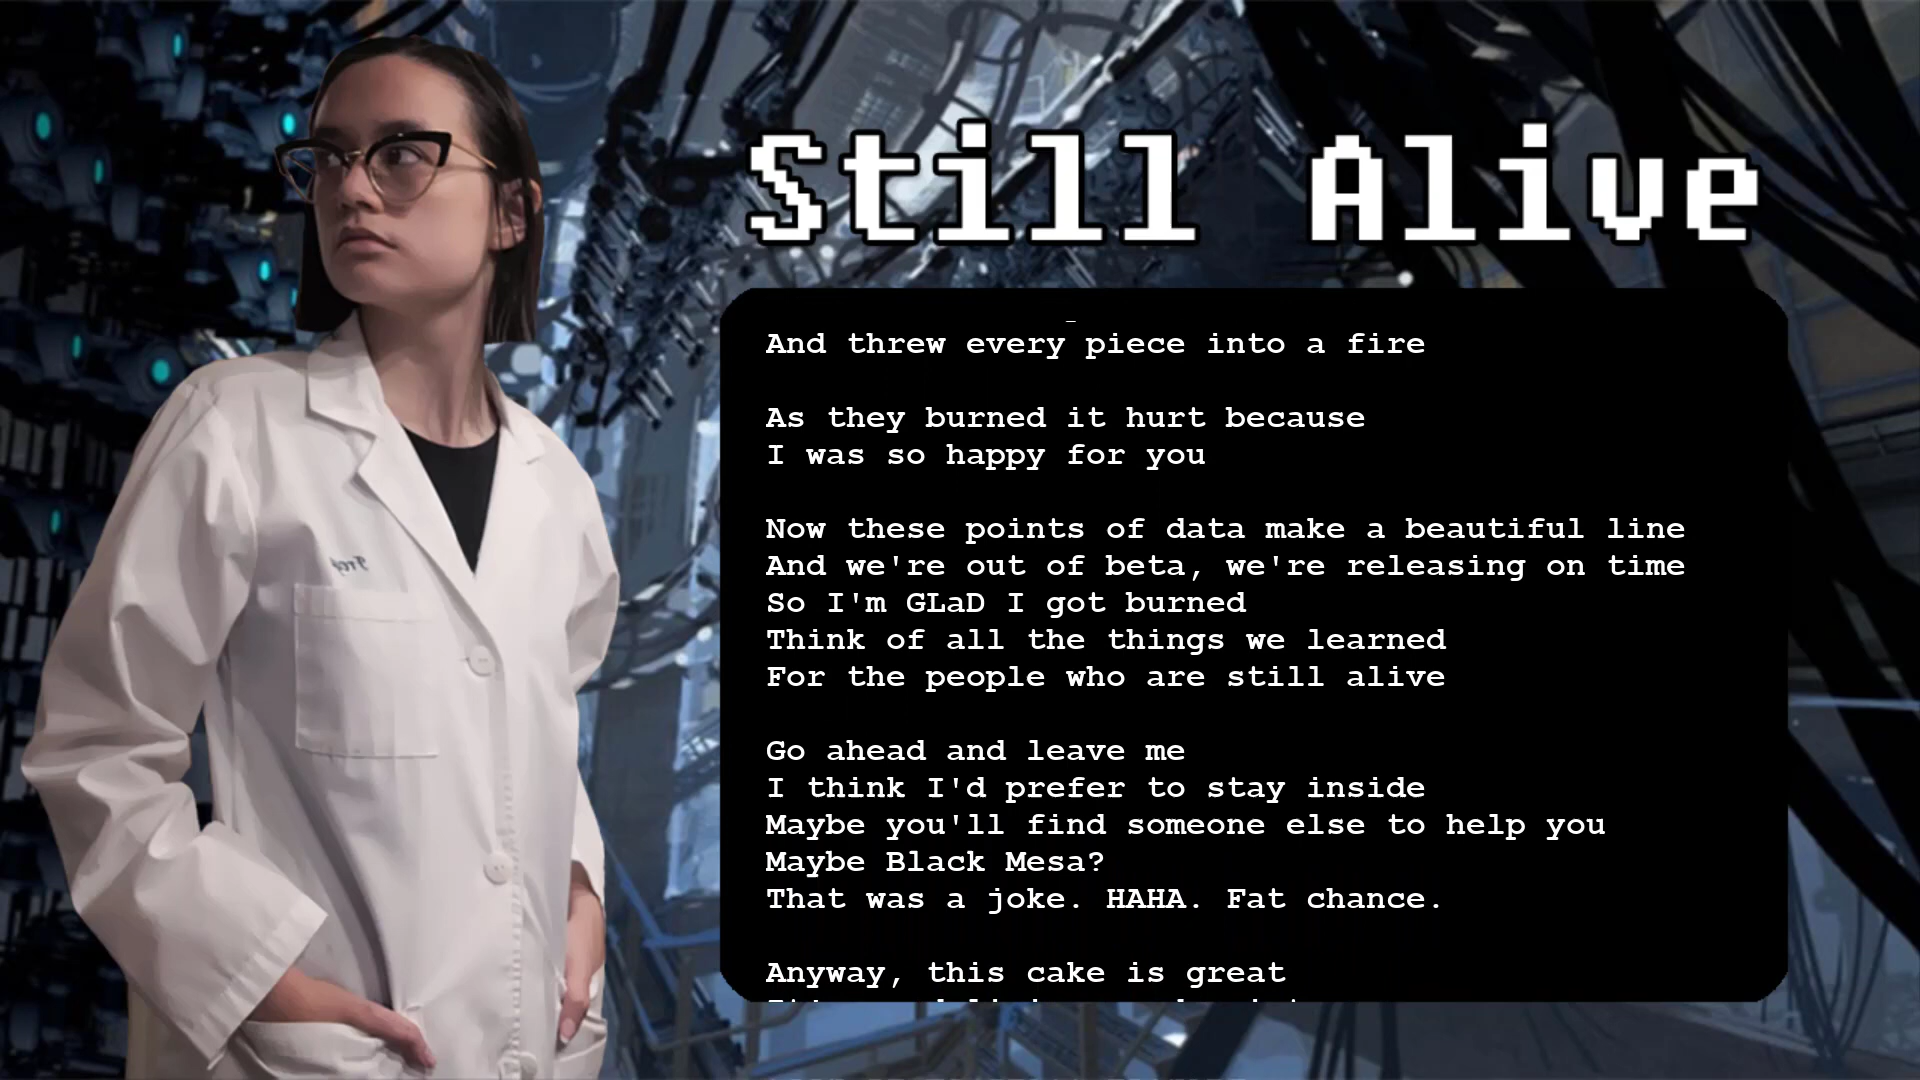 Still Alive
And threw every piece into a fire
As they burned it hurt because
I was so happy for you
Now these points of data make a beautiful line
And we're out of beta, we're releasing on time
So I'm GLaD I got burned
Think of all the things we learned
For the people who are still alive
Go ahead and leave me
I think I'd prefer to stay inside
Maybe you'll find someone else to help you
Maybe Black Mesa?
That was a joke. HAHA. Fat chance.
Anyway, this cake is great